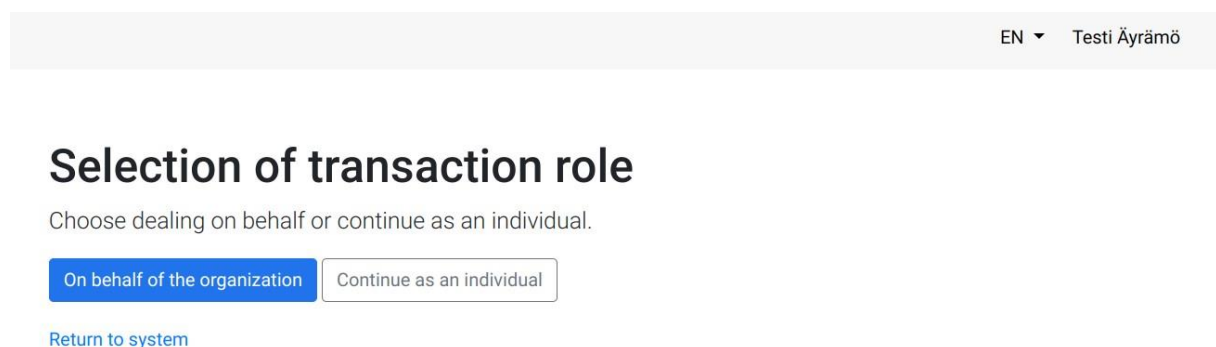 EN Testi Äyrämö
Selection of transaction role
Choose dealing on behalf or continue as an individual.
On behalf of the organization Continue as an individual
Return to system